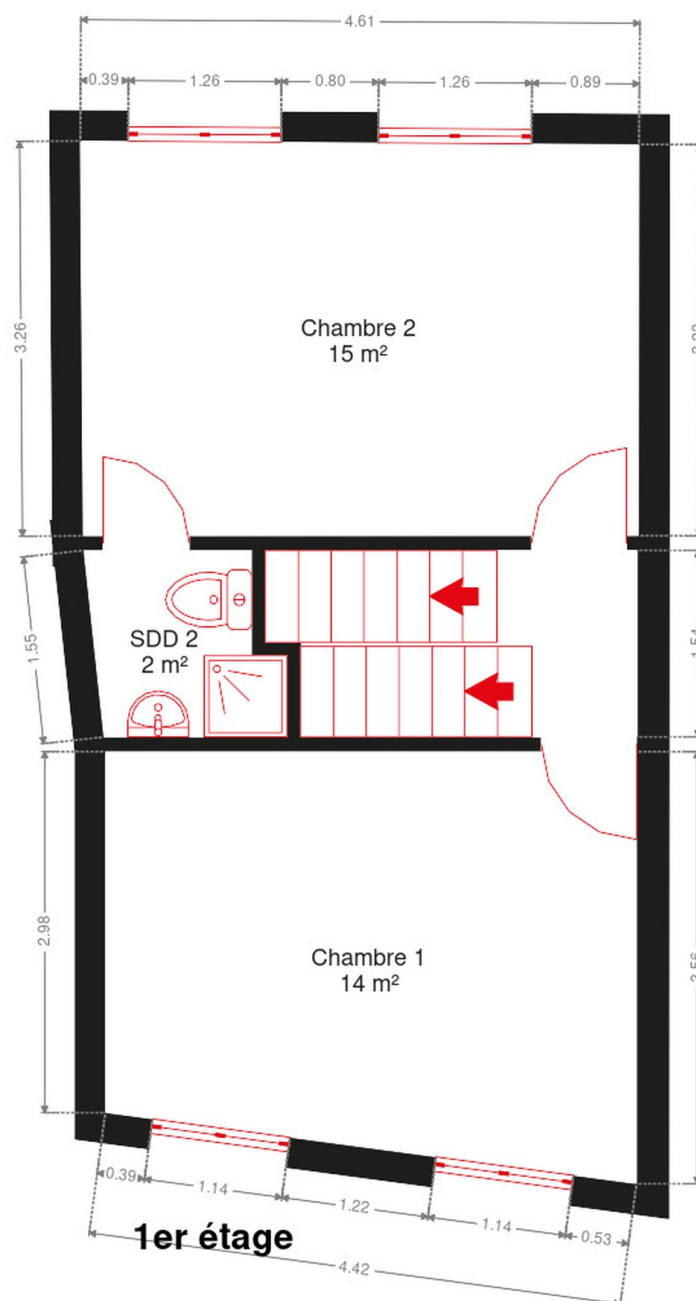 4.61
0.39 1.26 0.80 1.26 0.89
3.26
Chambre 2
15 m²
1.55
SDD 2
2 m²
2.98
Chambre 1
14 m²
0.39 1.14 1.22 1.14 0.53
1er étage
4.42